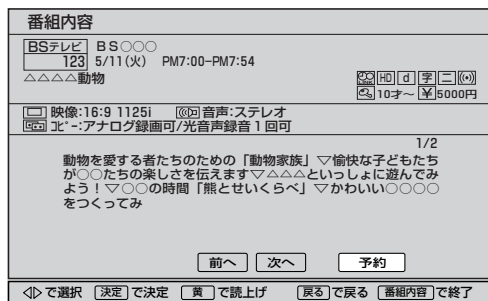 番組内容
BSテレビ BS○○○
123 5/11(火) PM7:00-PM7:54
△△△△動物
HD d 字 二
10才〜 ¥5000円
映像:16:9 1125i 音声:ステレオ
コピー:アナログ録画可/光音声録音1回可
1/2
動物を愛する者たちのための「動物家族」▽愉快な子どもたち
が○○たちの楽しさを伝えます▽△△△といっしょに遊んでみ
よう！▽○○の時間「熊とせいくらべ」▽かわいい○○○○
をつくってみ
前へ 次へ 予約
で選択 決定で決定 黄で読上げ 戻るで戻る 番組内容で終了